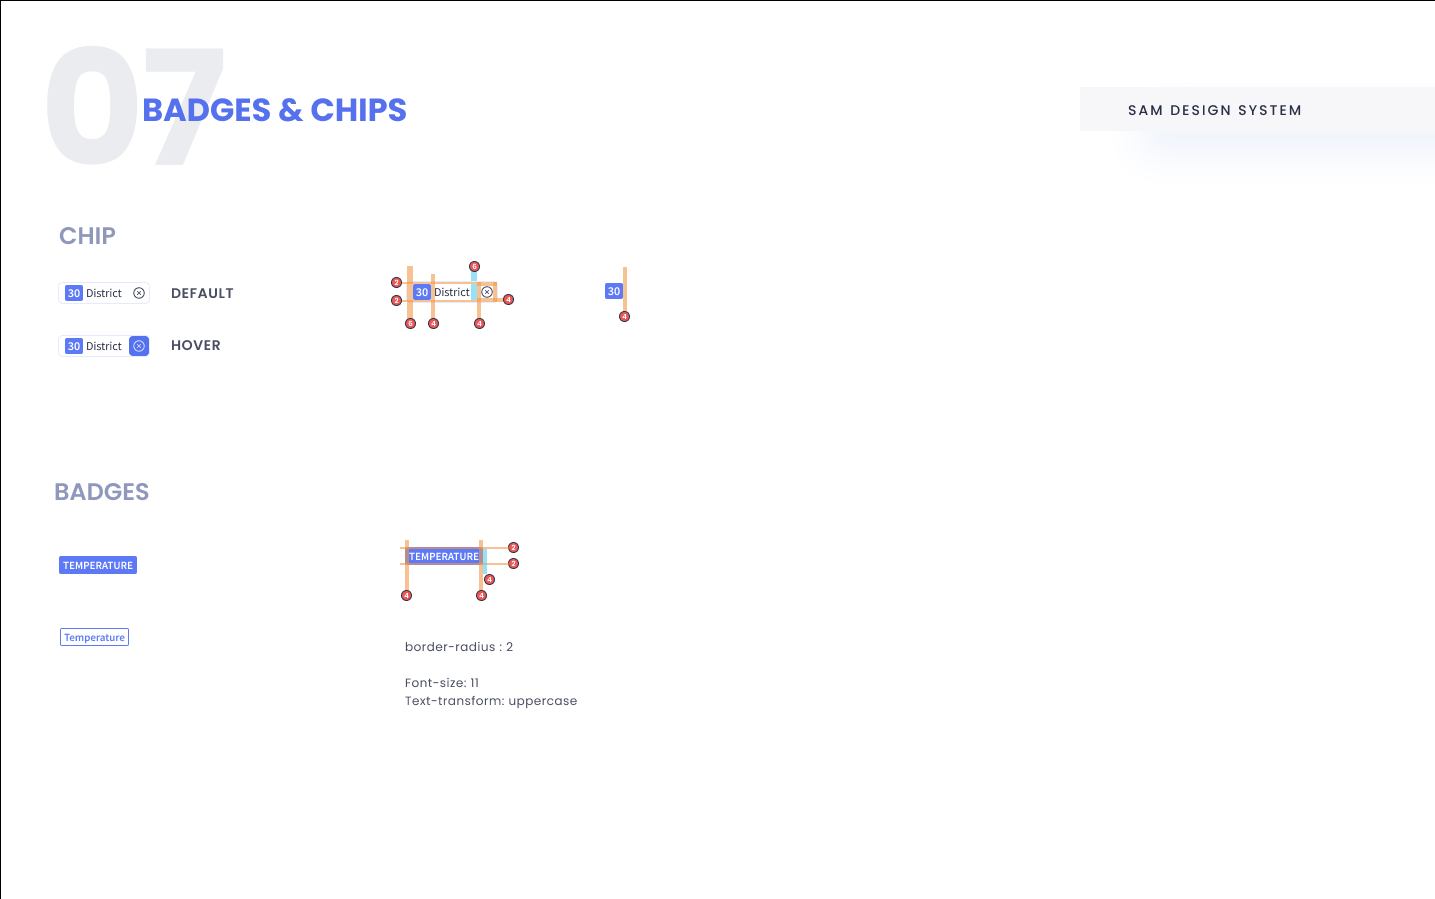 07
BADGES & CHIPS
SAM DESIGN SYSTEM
CHIP
30 District
DEFAULT
30 District
HOVER
6
2
30 District
2
4
6
4
4
30
4
BADGES
TEMPERATURE
Temperature
2
TEMPERATURE
2
4
4
4
border-radius : 2
Font-size: 11
Text-transform: uppercase